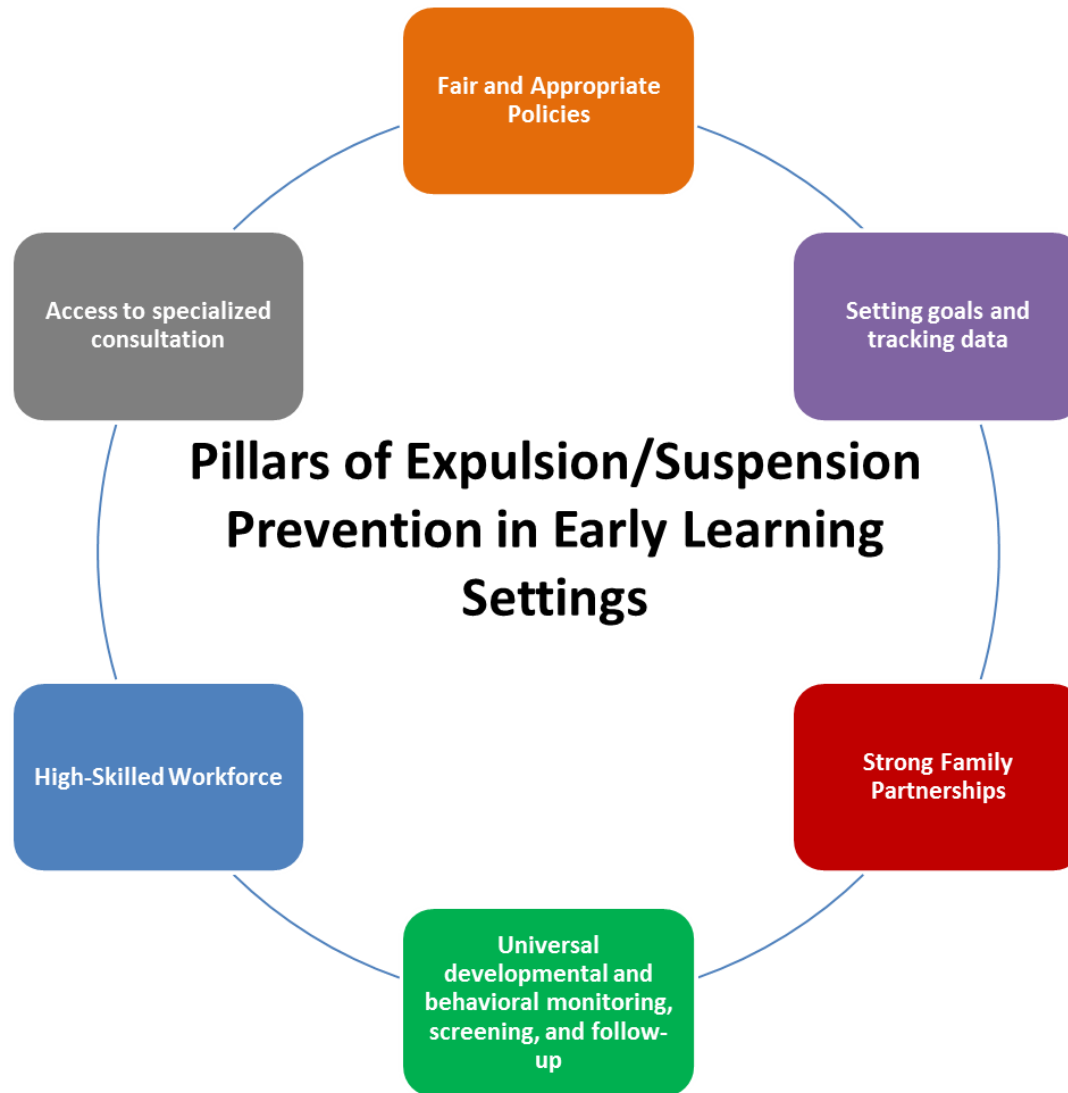 Fair and Appropriate
Policies
Access to specialized
consultation
Setting goals and
tracking data
Pillars of Expulsion/Suspension
Prevention in Early Learning
Settings
High-Skilled Workforce
Strong Family
Partnerships
Universal
developmental and
behavioral monitoring,
screening, and follow-
up